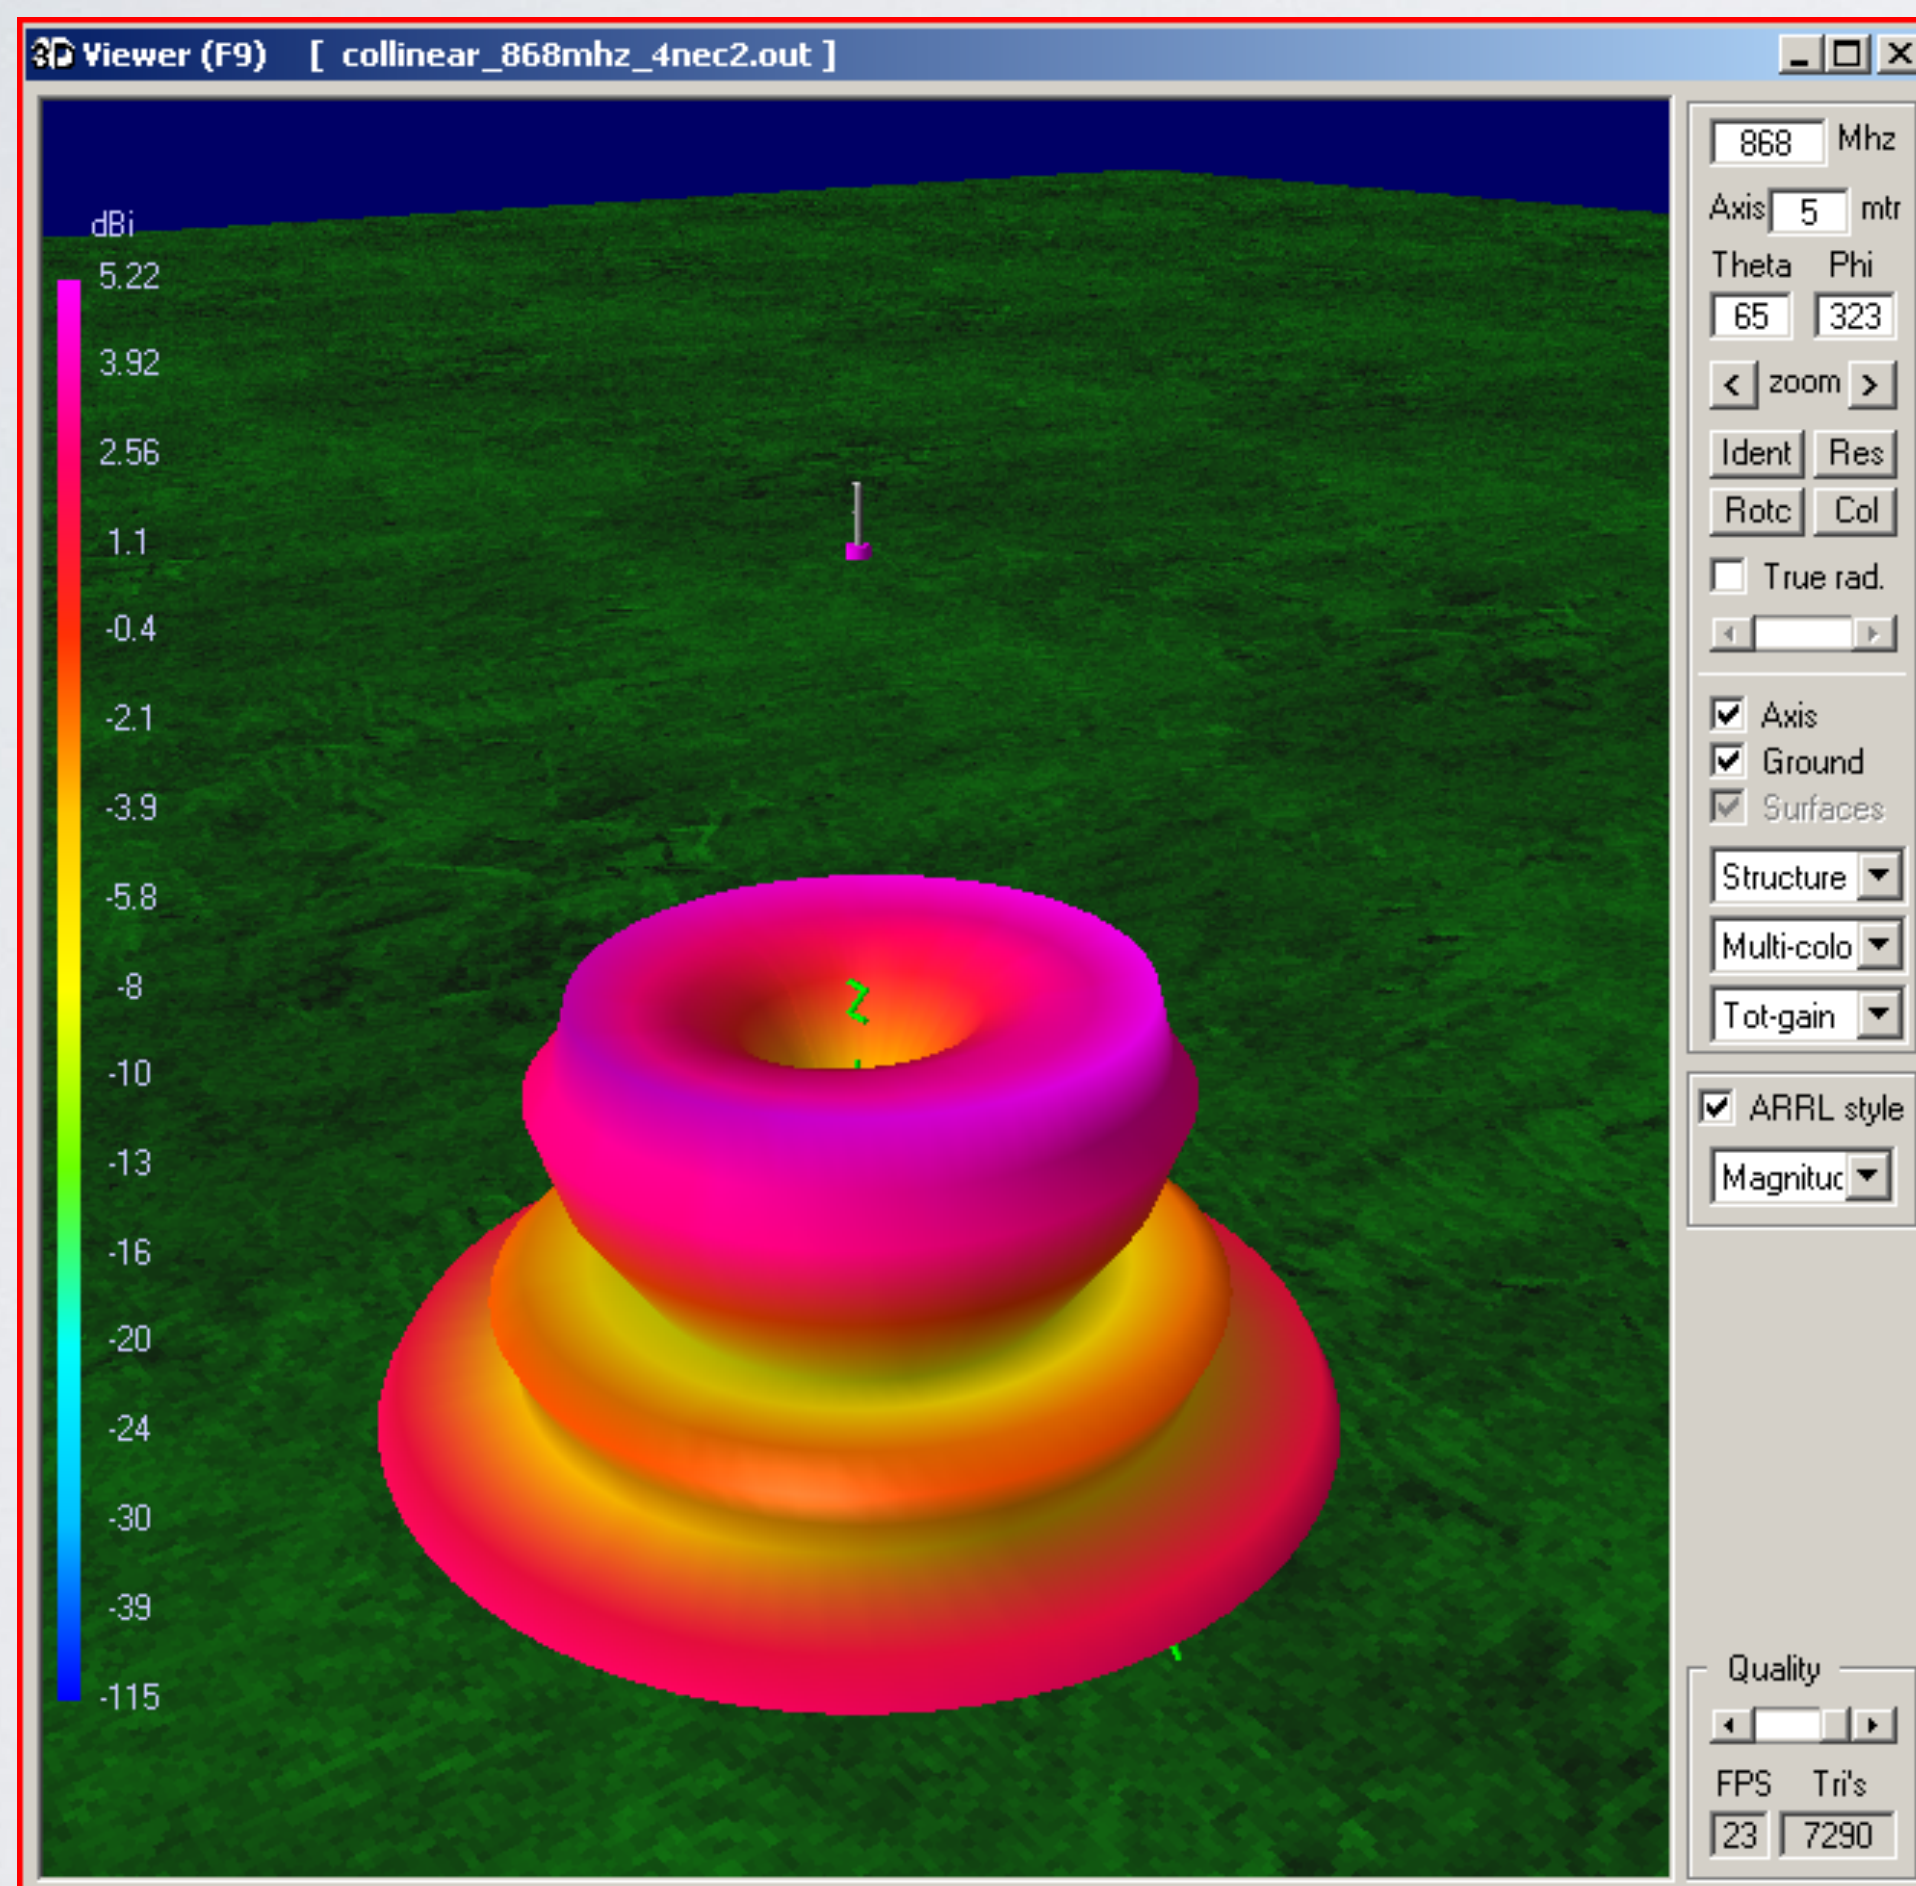 3D Viewer (F9) [ collinear_868mhz_4nec2.out ]
dBi
5.22
3.92
2.56
1.1
-0.4
-2.1
-3.9
-5.8
-8
-10
-13
-16
-20
-24
-30
-39
-115
Z
868 Mhz
Axis 5 mtr
Theta Phi
65 323
< zoom >
Ident Res
Rotc Col
True rad.
Axis
Ground
Surfaces
Structure
Multi-colo
Tot-gain
ARRL style
Magnituc
Quality
FPS Tri's
23 7290